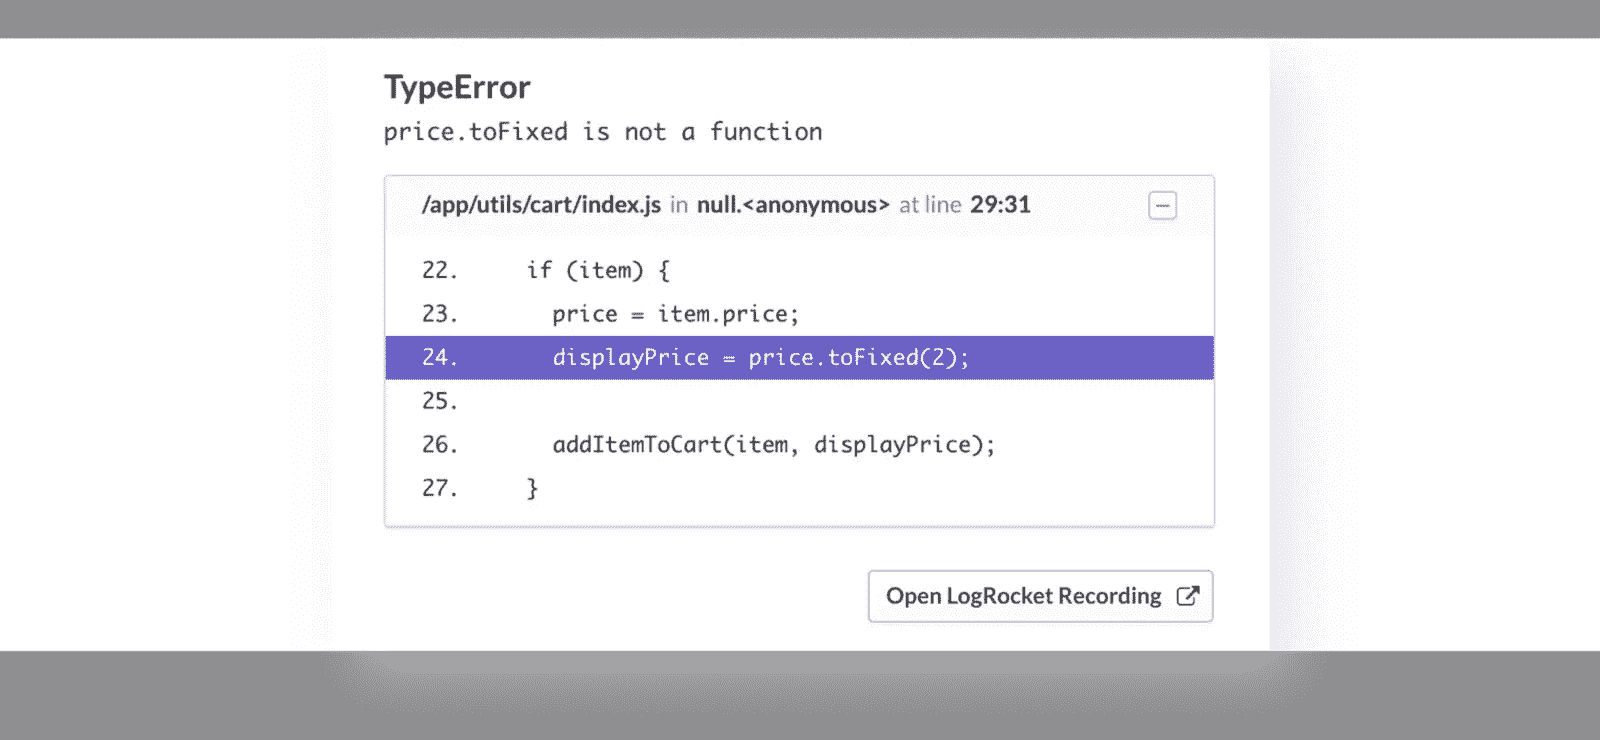 TypeError
price.toFixed is not a function
/app/utils/cart/index.js in null.<anonymous> at line 29:31
22. if (item) {
23. price = item.price;
24. displayPrice = price.toFixed(2);
25.
26. addItemToCart(item, displayPrice);
27. }
Open LogRocket Recording